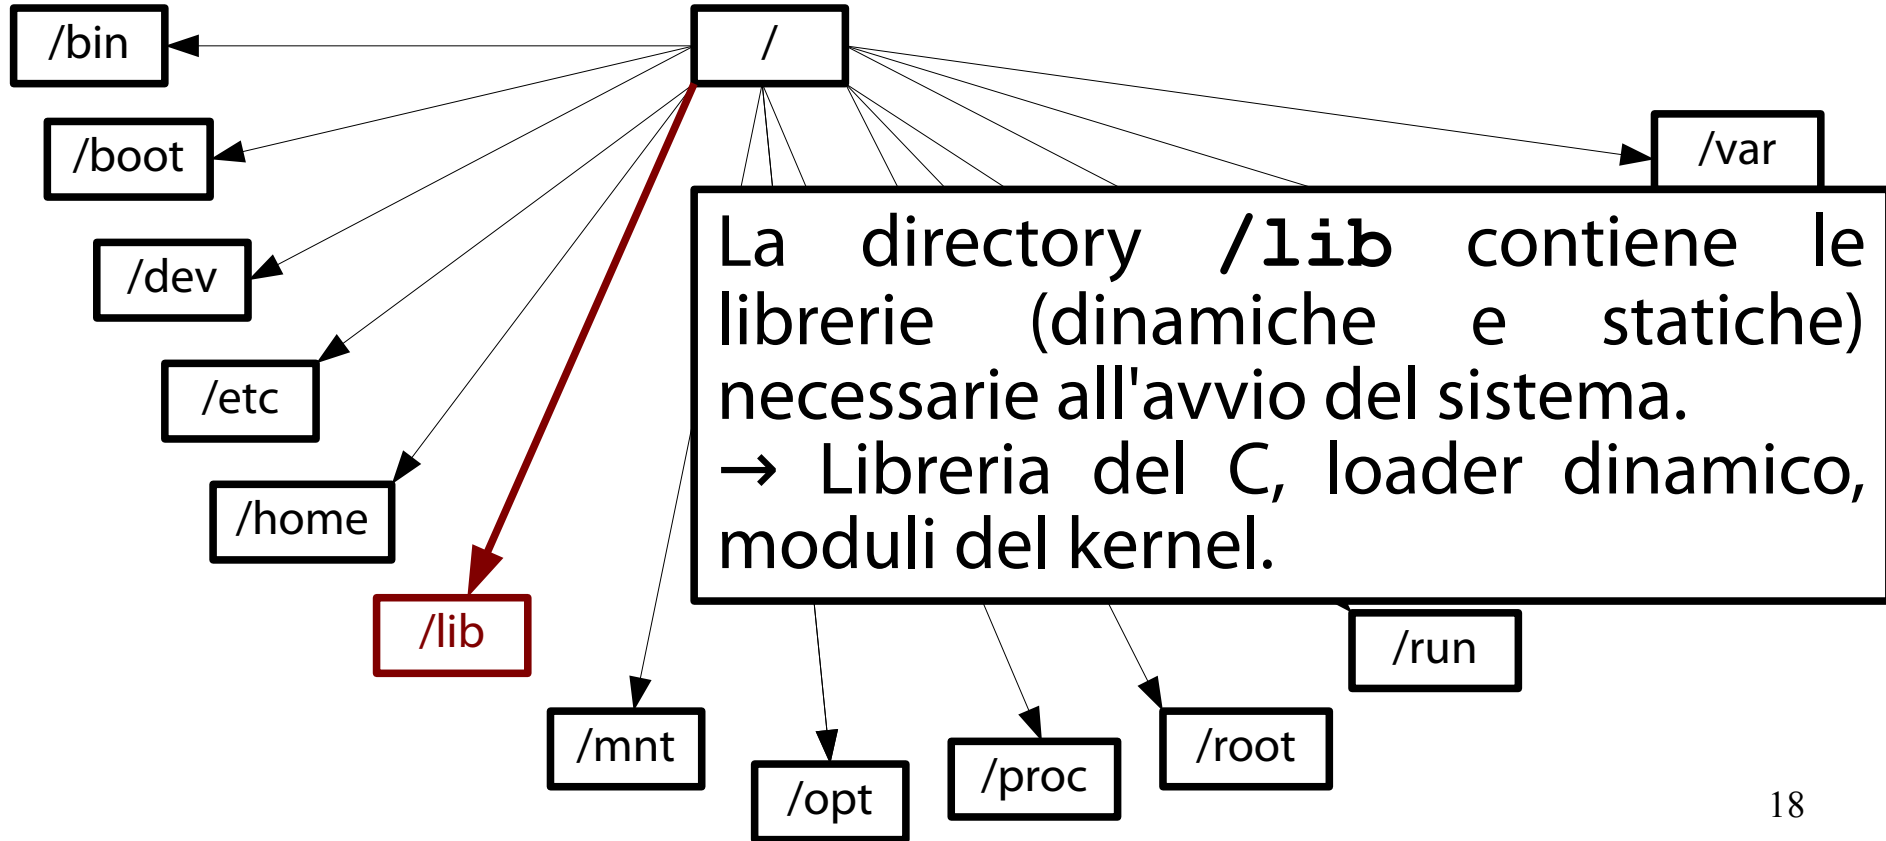 /bin
/
/boot
/var
/dev
La directory /lib contiene le
librerie (dinamiche e statiche)
necessarie all'avvio del sistema.
→ Libreria del C, loader dinamico,
moduli del kernel.
/etc
/home
/lib
/run
/mnt
/opt
/proc
/root
18